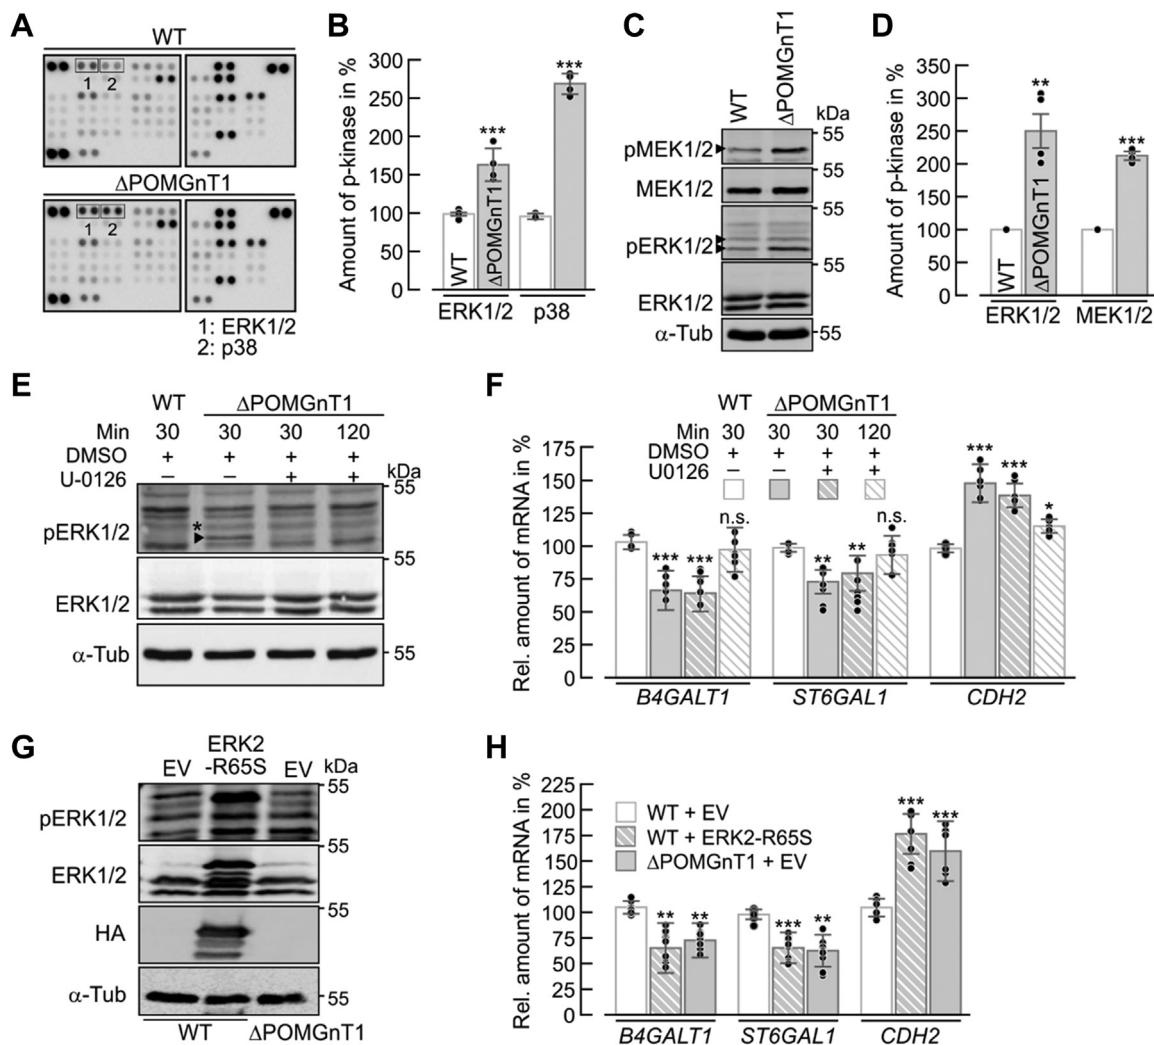 A
WT
1 2
ΔPOMGnT1
1 2
1: ERK1/2
2: p38
B
Amount of p-kinase in %
300
250
200
150
100
50
0
***
***
WT
ΔPOMGnT1
ERK1/2 p38
C
WT
ΔPOMGnT1
kDa
55
pMEK1/2
55
MEK1/2
55
pERK1/2
55
ERK1/2
α-Tub 55
D
Amount of p-kinase in %
350
300
250
200
150
100
50
0
**
***
WT
ΔPOMGnT1
ERK1/2 MEK1/2
E
WT ΔPOMGnT1
Min 30 30 30 120
DMSO + + + +
U-0126 – – + + kDa
55
pERK1/2
*
55
ERK1/2
α-Tub 55
F
WT ΔPOMGnT1
Min 30 30 30 120
DMSO + + + +
U0126 – – + +
Rel. amount of mRNA in %
175
150
125
100
75
50
25
0
*** *** n.s.
** ** n.s.
*** *** *
B4GALT1 ST6GAL1 CDH2
G
EV ERK2 -R65S EV kDa
55
pERK1/2
55
ERK1/2
55
HA
α-Tub 55
WT ΔPOMGnT1
H
Rel. amount of mRNA in %
225
200
175
150
125
100
75
50
25
0
WT + EV
WT + ERK2-R65S
ΔPOMGnT1 + EV
** **
*** **
*** ***
B4GALT1 ST6GAL1 CDH2